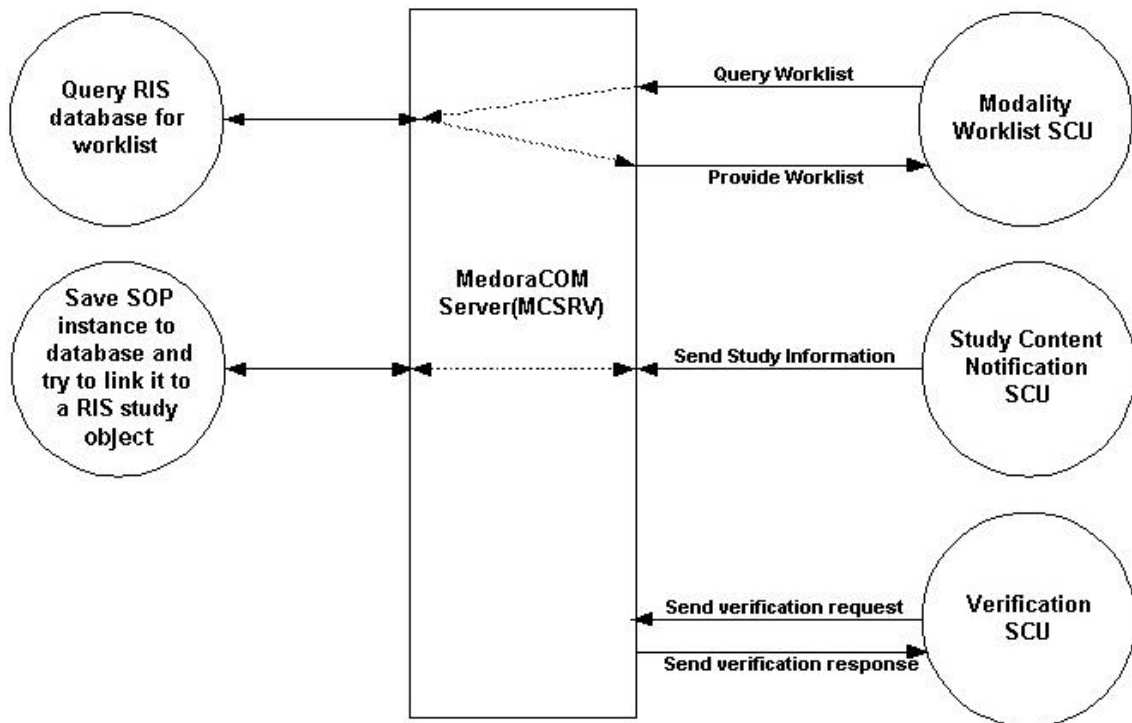 Query RIS
database for
worklist
Query Worklist
Modality
Worklist SCU
Provide Worklist
MedoraCOM
Server(MCSRV)
Save SOP
instance to
database and
try to link it to
a RIS study
object
Send Study Information
Study Content
Notification
SCU
Send verification request
Verification
SCU
Send verification response